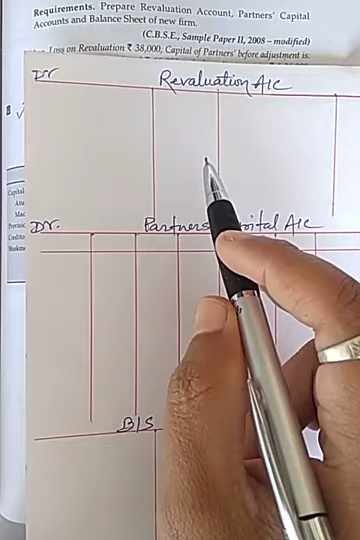 Requirements. Prepare Revaluation Account, Partners' Capital
Accounts and Balance Sheet of new firm.
(C.B.S.E., Sample Paper II, 2008 – modified)
Loss on Revaluation ₹ 38,000, Capital of Partners' before adjustment is:
Dr Revaluation A/C
Capital
Dr. Partners A/C
B/S